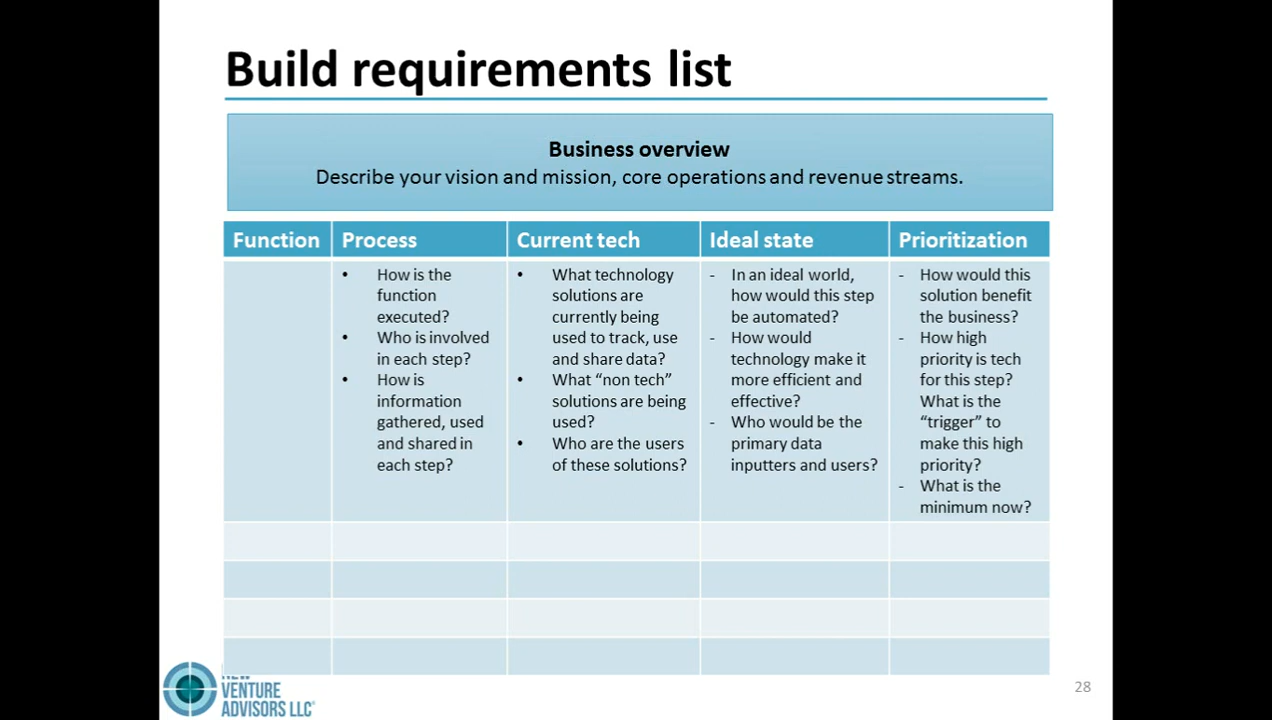 Build requirements list
Business overview
Describe your vision and mission, core operations and revenue streams.
Function
Process
Current tech
Ideal state
Prioritization
• How is the
function
executed?
• Who is involved
in each step?
• How is
information
gathered, used
and shared in
each step?
• What technology
solutions are
currently being
used to track, use
and share data?
• What “non tech”
solutions are being
used?
• Who are the users
of these solutions?
- In an ideal world,
how would this step
be automated?
- How would
technology make it
more efficient and
effective?
- Who would be the
primary data
inputters and users?
- How would this
solution benefit
the business?
- How high
priority is tech
for this step?
What is the
“trigger” to
make this high
priority?
- What is the
minimum now?
VENTURE
ADVISORS LLC
28